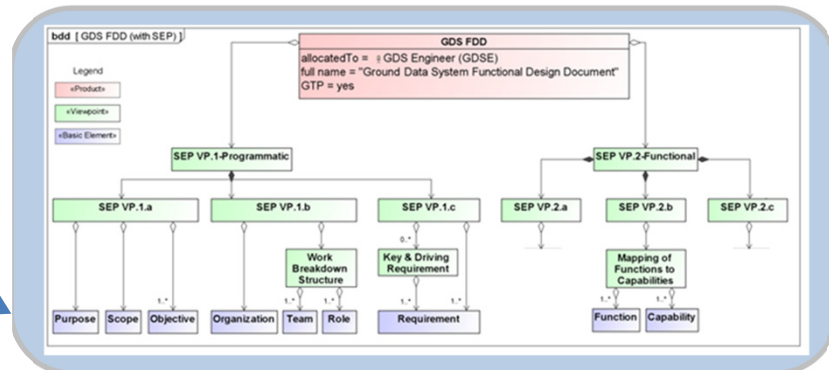 bdd [ GDS FDD (with SEP) ]
GDS FDD
allocatedTo = GDS Engineer (GDSE)
full name = "Ground Data System Functional Design Document"
GTP = yes
Legend
«Product»
«Viewpoint»
«Basic Element»
SEP VP.1-Programmatic
SEP VP.2-Functional
SEP VP.1.a
SEP VP.1.b
SEP VP.1.c
SEP VP.2.a
SEP VP.2.b
SEP VP.2.c
0..*
Work
Breakdown
Structure
Key & Driving
Requirement
Mapping of
Functions to
Capabilities
1..*
1..*
1..*
1..*
1..*
1..*
1..*
Purpose
Scope
Objective
Organization
Team
Role
Requirement
Function
Capability